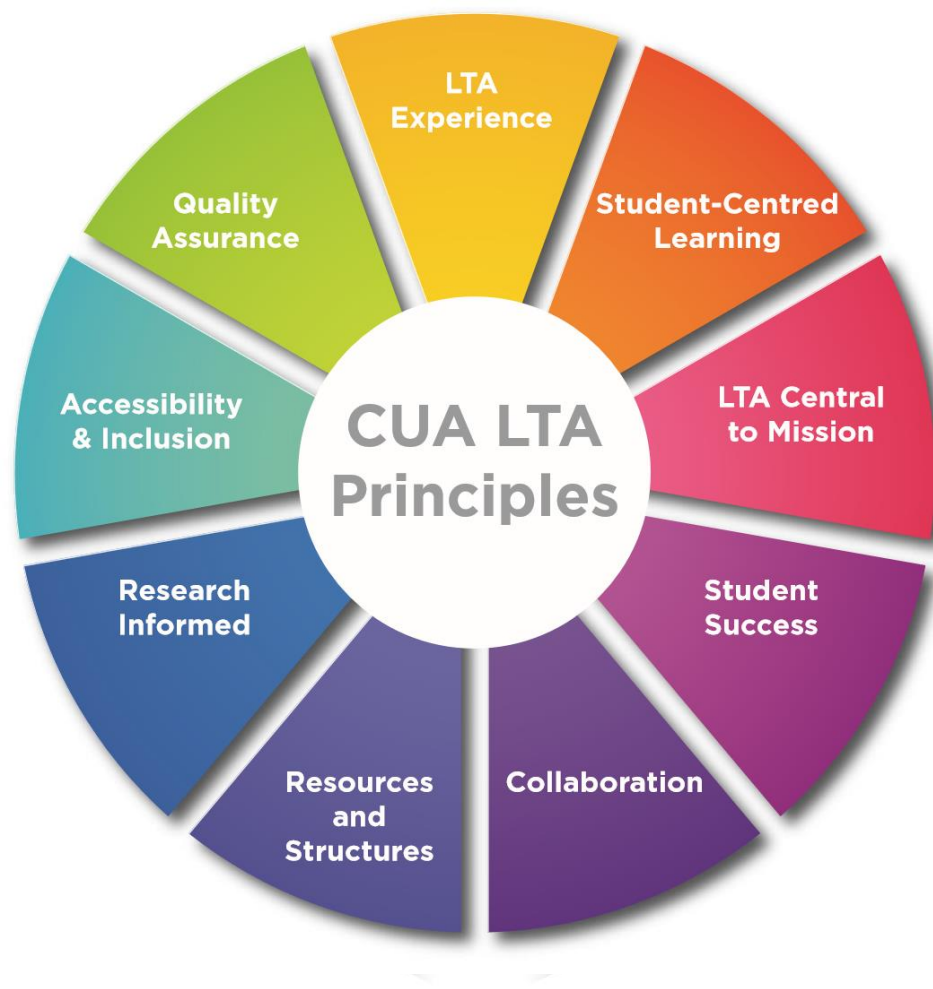 LTA
Experience
Student-Centred
Learning
LTA Central
to Mission
Student
Success
Collaboration
Resources
and
Structures
Research
Informed
Accessibility
& Inclusion
Quality
Assurance
CUA LTA
Principles